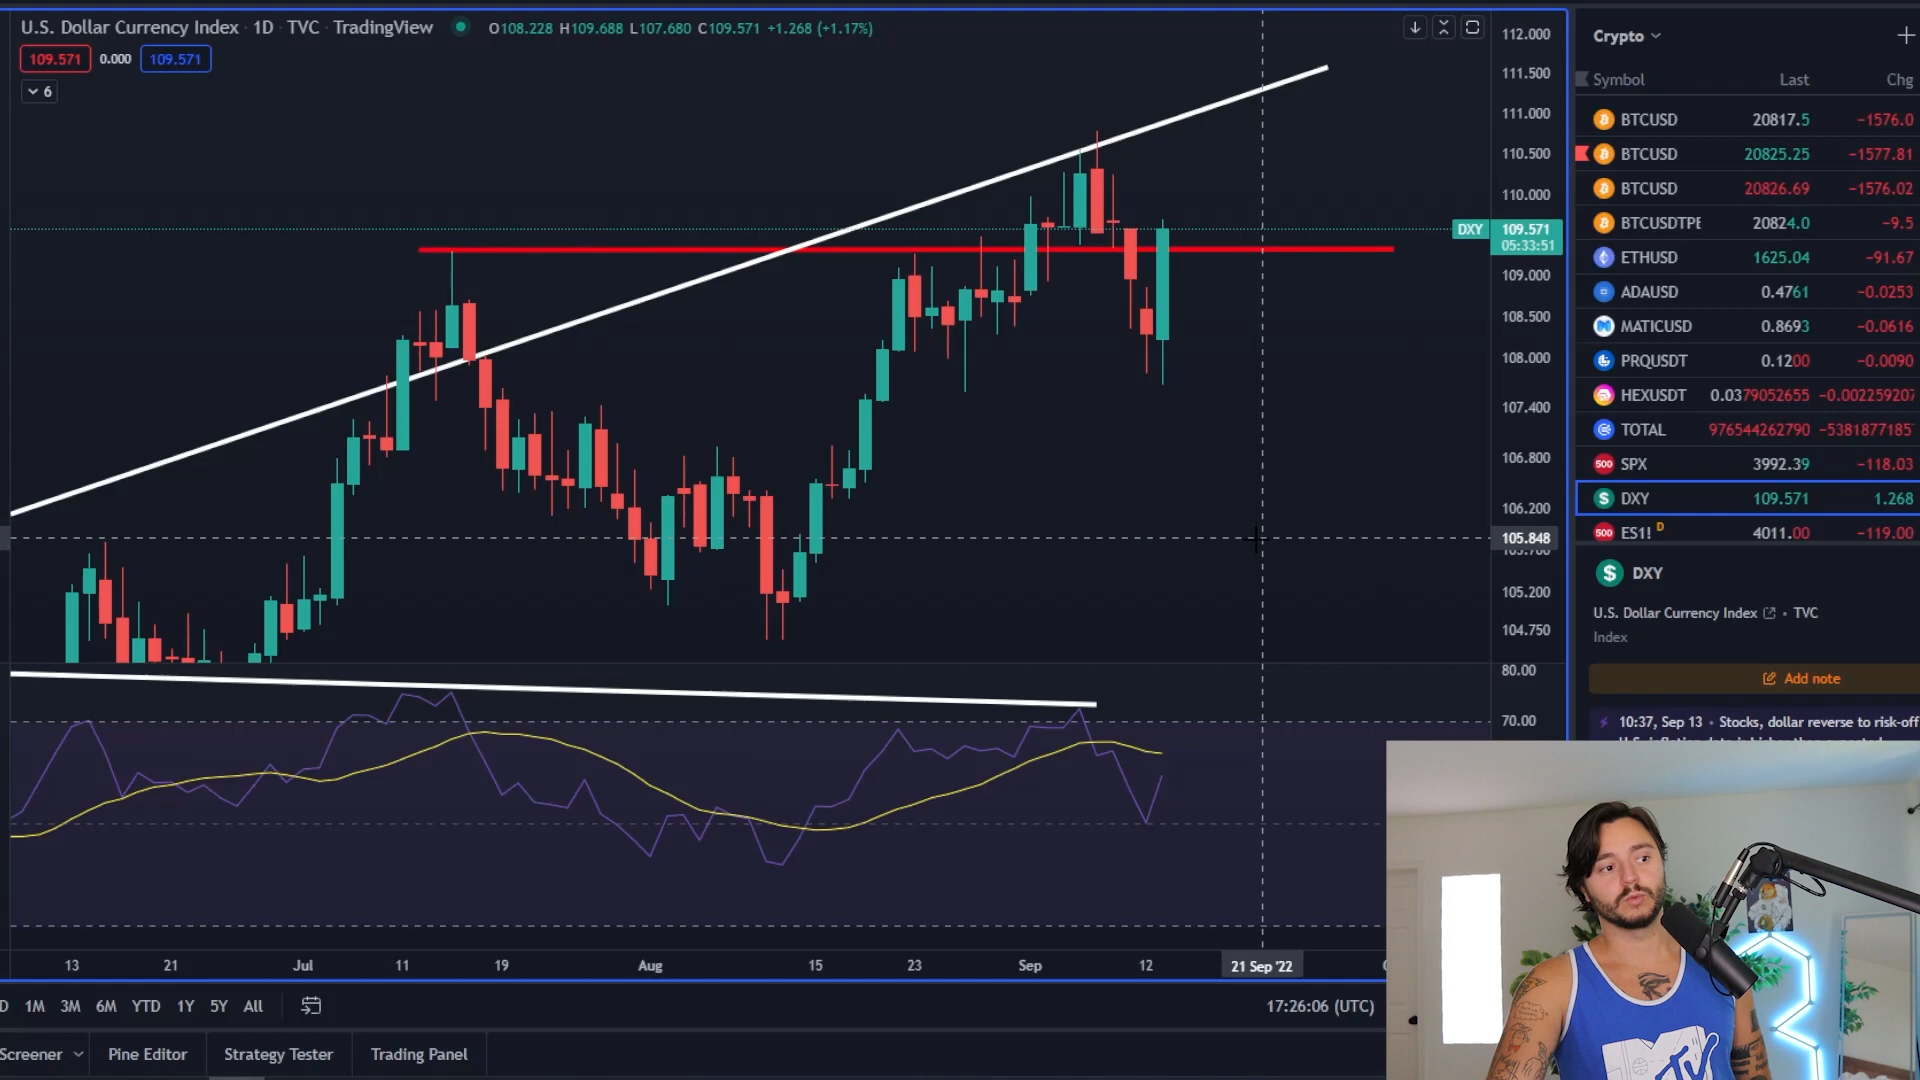 U.S. Dollar Currency Index · 1D · TVC · TradingView O108.228 H109.688 L107.680 C109.571 +1.268 (+1.17%)
109.571 0.000 109.571
6
112.000
111.500
111.000
110.500
110.000
DXY 109.571
05:33:51
109.000
108.500
108.000
107.400
106.800
106.200
105.848
105.200
104.750
80.00
70.00
13 21 Jul 11 19 Aug 15 23 Sep 12 21 Sep '22
1M 3M 6M YTD 1Y 5Y All
17:26:06 (UTC)
Screener Pine Editor Strategy Tester Trading Panel
Crypto
Symbol Last Chg
BTCUSD 20817.5 −1576.0
BTCUSD 20825.25 −1577.81
BTCUSD 20826.69 −1576.02
BTCUSDTPE 20824.0 −9.5
ETHUSD 1625.04 −91.67
ADAUSD 0.4761 −0.0253
MATICUSD 0.8693 −0.0616
PRQUSDT 0.1200 −0.0090
HEXUSDT 0.0379052655 −0.002259207
TOTAL 976544262790 −5381877185
500 SPX 3992.39 −118.03
$ DXY 109.571 1.268
500 ES1! D 4011.00 −119.00
$ DXY
U.S. Dollar Currency Index • TVC
Index
Add note
10:37, Sep 13 • Stocks, dollar reverse to risk-off